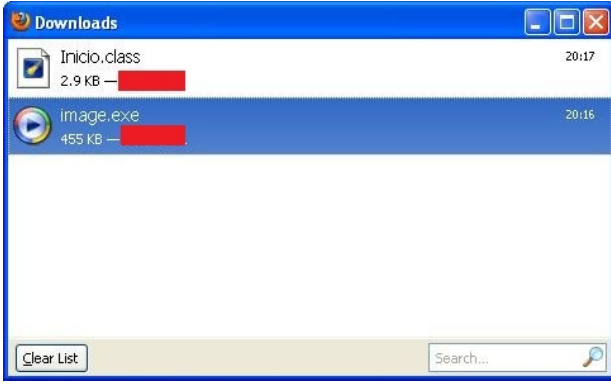 Downloads
Inicio.class
20:17
2.9 KB —
image.exe
20:16
455 KB —
Clear List
Search...